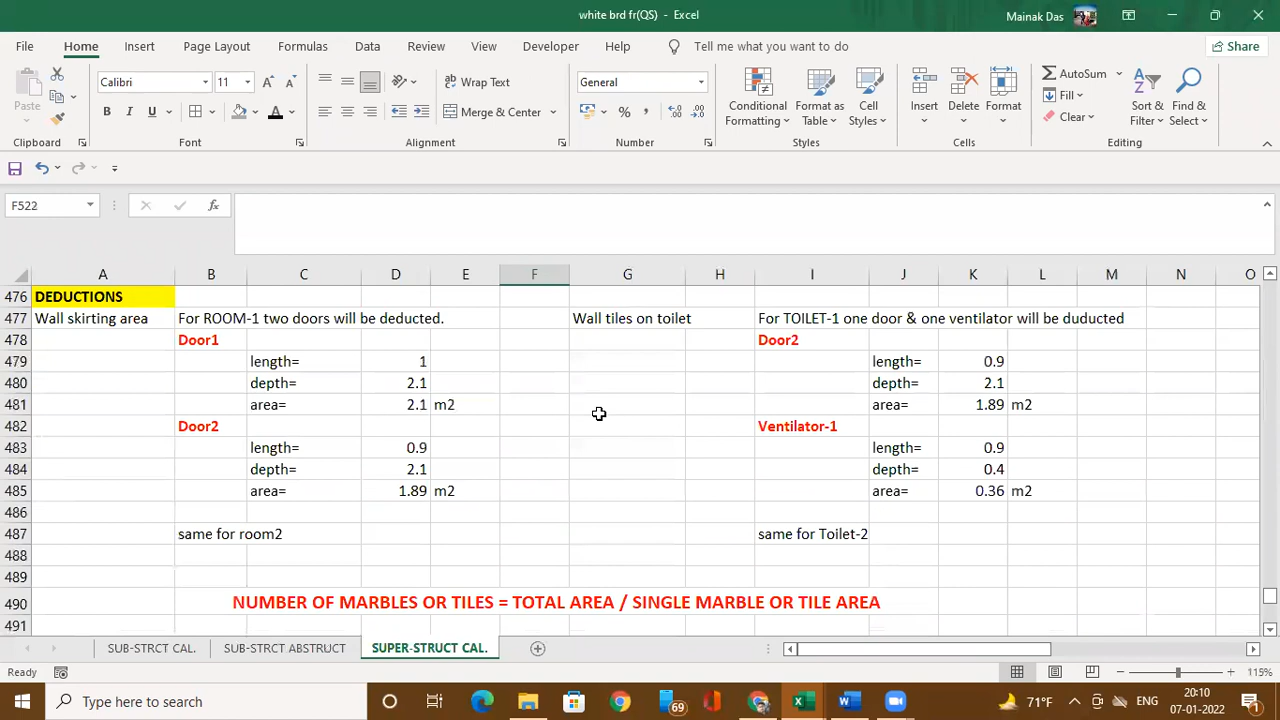 white brd fr(QS) - Excel
Mainak Das
File Home Insert Page Layout Formulas Data Review View Developer Help Tell me what you want to do Share
Paste
Clipboard
Calibri 11 A A
B I U A
Font
Wrap Text
Merge & Center
Alignment
General
% ,
Number
Conditional Formatting
Format as Table
Cell Styles
Styles
Insert Delete Format
Cells
AutoSum
Fill
Clear
Sort & Filter
Find & Select
Editing
F522 fx
A B C D E F G H I J K L M N O
476 DEDUCTIONS
477 Wall skirting area For ROOM-1 two doors will be deducted. Wall tiles on toilet For TOILET-1 one door & one ventilator will be duducted
478 Door1 Door2
479 length= 1 length= 0.9
480 depth= 2.1 depth= 2.1
481 area= 2.1 m2 area= 1.89 m2
482 Door2 Ventilator-1
483 length= 0.9 length= 0.9
484 depth= 2.1 depth= 0.4
485 area= 1.89 m2 area= 0.36 m2
486
487 same for room2 same for Toilet-2
488
489
490 NUMBER OF MARBLES OR TILES = TOTAL AREA / SINGLE MARBLE OR TILE AREA
491
SUB-STRCT CAL. SUB-STRCT ABSTRUCT SUPER-STRUCT CAL.
Ready 115%
Type here to search 69 71°F ENG 20:10
07-01-2022 1